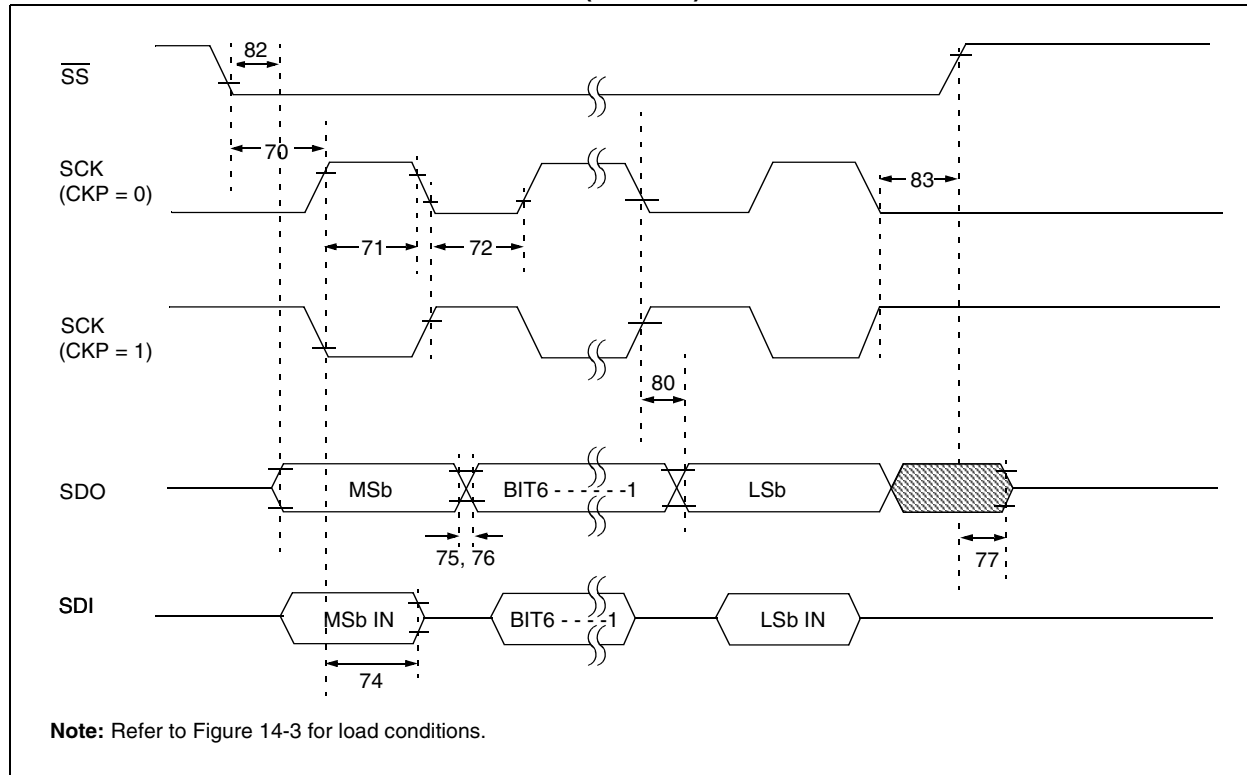 82
SS
70
SCK
(CKP = 0)
83
71
72
SCK
(CKP = 1)
80
SDO
MSb
BIT6 - - - - - -1
LSb
75, 76
77
SDI
MSb IN
BIT6 - - - -1
LSb IN
74
Note: Refer to Figure 14-3 for load conditions.